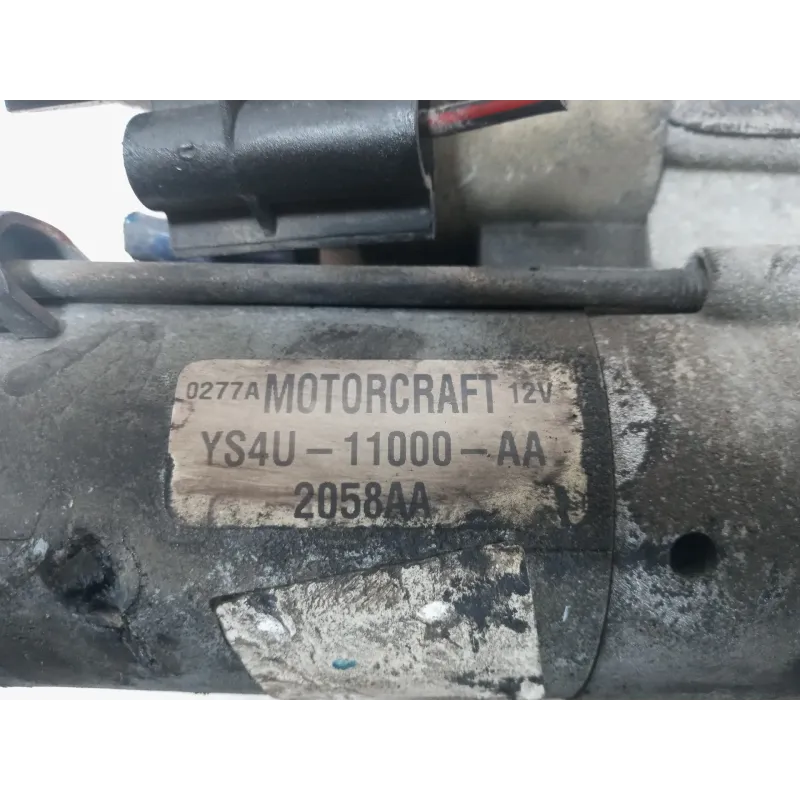 0277A MOTORCRAFT 12V
YS4U-11000-AA
2058AA